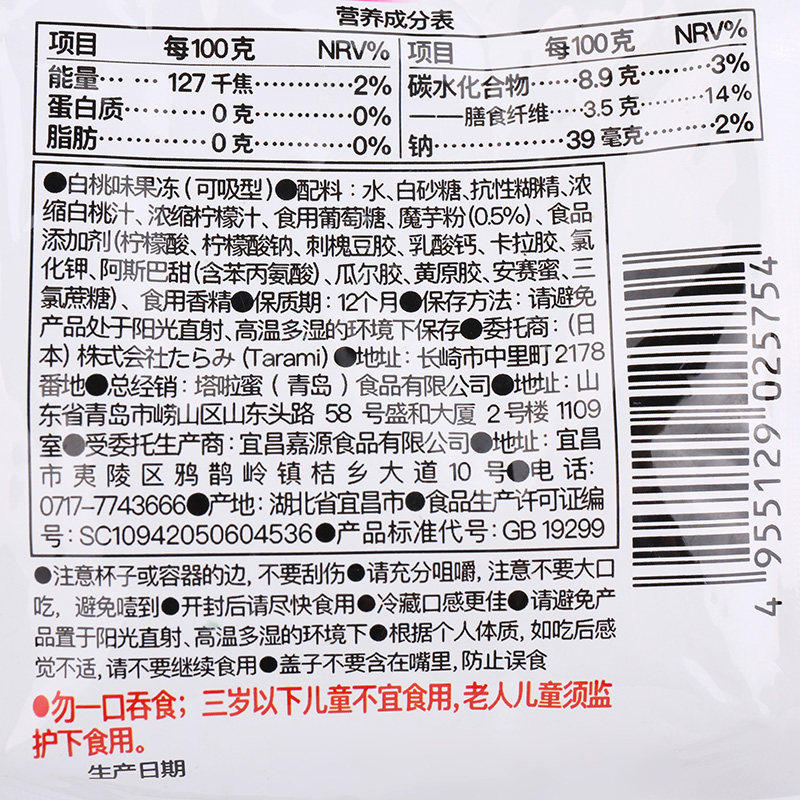 营养成分表
项目 每100克 NRV% 项目 每100克 NRV%
能量… …127 千焦…………2% 碳水化合物……8.9 克………3%
蛋白质………0 克…………0% ——膳食纤维…3.5 克………14%
脂肪…………0 克…………0% 钠……………39 毫克………2%
●白桃味果冻(可吸型)●配料:水、白砂糖、抗性糊精、浓
缩白桃汁、浓缩柠檬汁、食用葡萄糖、魔芋粉(0.5%)、食品
添加剂(柠檬酸、柠檬酸钠、刺槐豆胶、乳酸钙、卡拉胶、氯
化钾、阿斯巴甜(含苯丙氨酸)、瓜尔胶、黄原胶、安赛蜜、三
氯蔗糖)、食用香精●保质期:12个月●保存方法:请避免
产品处于阳光直射、高温多湿的环境下保存●委托商:(日
本)株式会社たらみ(Tarami)●地址:长崎市中里町2178
番地●总经销:塔啦蜜(青岛)食品有限公司●地址:山
东省青岛市崂山区山东头路 58 号盛和大厦 2号楼 1109
室●受委托生产商:宜昌嘉源食品有限公司●地址:宜昌
市夷陵区鸦鹊岭镇桔乡大道10号●电话:
0717-7743666●产地:湖北省宜昌市●食品生产许可证编
号:SC10942050604536●产品标准代号:GB 19299
●注意杯子或容器的边,不要刮伤●请充分咀嚼,注意不要大口
吃,避免噎到●开封后请尽快食用●冷藏口感更佳●请避免产
品置于阳光直射、高温多湿的环境下●根据个人体质,如吃后感
觉不适,请不要继续食用●盖子不要含在嘴里,防止误食
●勿一口吞食;三岁以下儿童不宜食用,老人儿童须监
护下食用。
生产日期
4 955129 025754